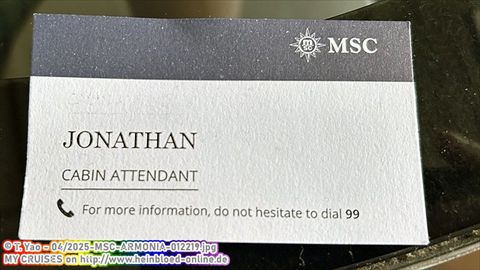 MSC
JONATHAN
CABIN ATTENDANT
For more information, do not hesitate to dial 99
© T. Yao - 04/2025-MSC-ARMONIA-012219.jpg
MY CRUISES on http://www.heinbloed-online.de